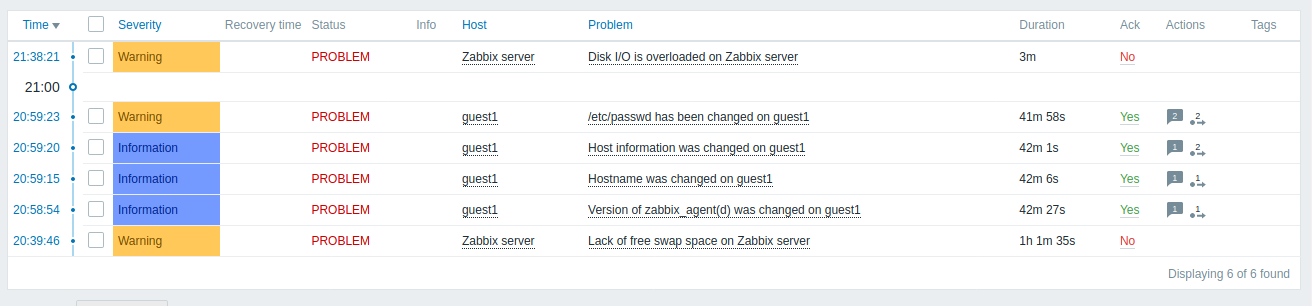 Time Severity Recovery time Status Info Host Problem Duration Ack Actions Tags
21:38:21 Warning PROBLEM Zabbix server Disk I/O is overloaded on Zabbix server 3m No
21:00
20:59:23 Warning PROBLEM guest1 /etc/passwd has been changed on guest1 41m 58s Yes 2 2
20:59:20 Information PROBLEM guest1 Host information was changed on guest1 42m 1s Yes 1 2
20:59:15 Information PROBLEM guest1 Hostname was changed on guest1 42m 6s Yes 1 1
20:58:54 Information PROBLEM guest1 Version of zabbix_agent(d) was changed on guest1 42m 27s Yes 1 1
20:39:46 Warning PROBLEM Zabbix server Lack of free swap space on Zabbix server 1h 1m 35s No
Displaying 6 of 6 found